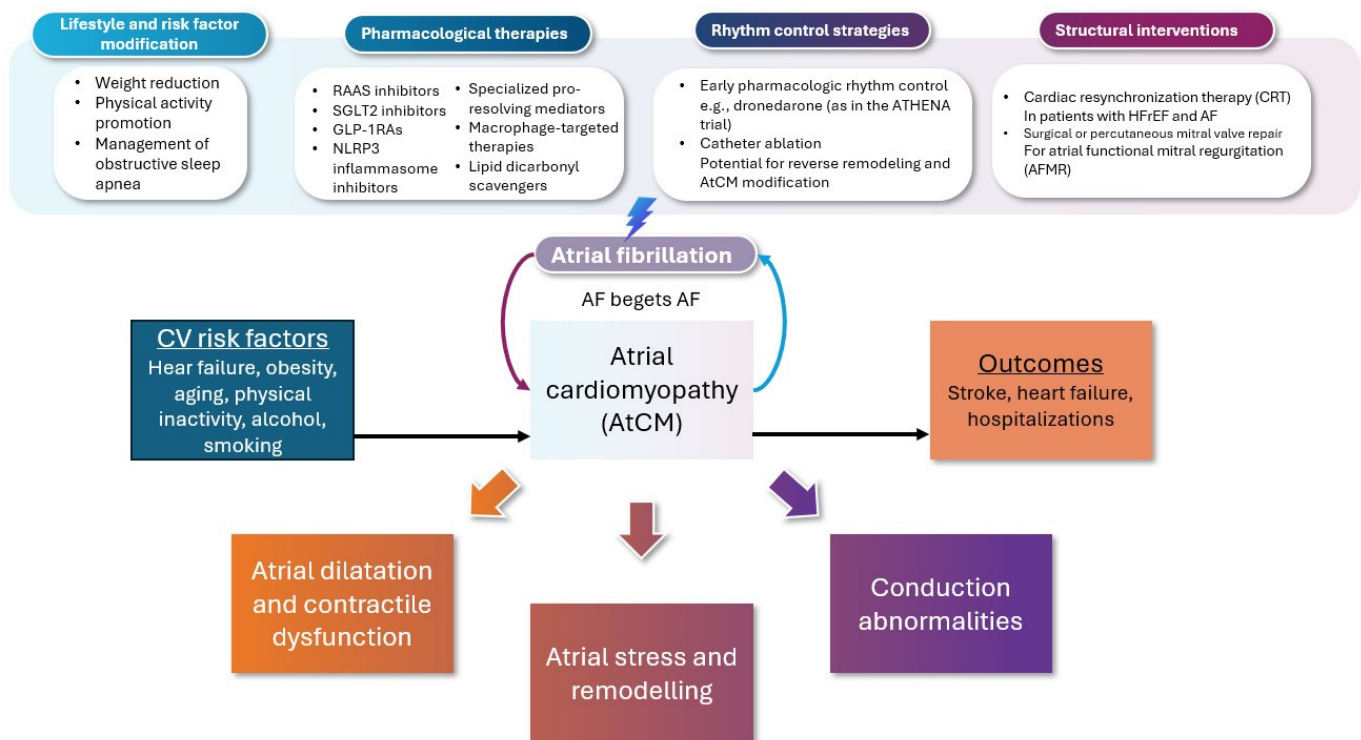 Lifestyle and risk factor
modification
• Weight reduction
• Physical activity
promotion
• Management of
obstructive sleep
apnea
Pharmacological therapies
• RAAS inhibitors
• SGLT2 inhibitors
• GLP-1RAs
• NLRP3
inflammasome
inhibitors
• Specialized pro-
resolving mediators
• Macrophage-targeted
therapies
• Lipid dicarbonyl
scavengers
Rhythm control strategies
• Early pharmacologic rhythm control
e.g., dronedarone (as in the ATHENA
trial)
• Catheter ablation
Potential for reverse remodeling and
AtCM modification
Structural interventions
• Cardiac resynchronization therapy (CRT)
In patients with HFrEF and AF
• Surgical or percutaneous mitral valve repair
For atrial functional mitral regurgitation
(AFMR)
Atrial fibrillation
AF begets AF
CV risk factors
Hear failure, obesity,
aging, physical
inactivity, alcohol,
smoking
Atrial
cardiomyopathy
(AtCM)
Outcomes
Stroke, heart failure,
hospitalizations
Atrial dilatation
and contractile
dysfunction
Atrial stress and
remodelling
Conduction
abnormalities